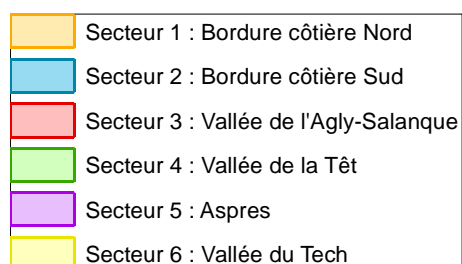 Secteur 1 : Bordure côtière Nord
Secteur 2 : Bordure côtière Sud
Secteur 3 : Vallée de l'Agly-Salanque
Secteur 4 : Vallée de la Têt
Secteur 5 : Aspres
Secteur 6 : Vallée du Tech